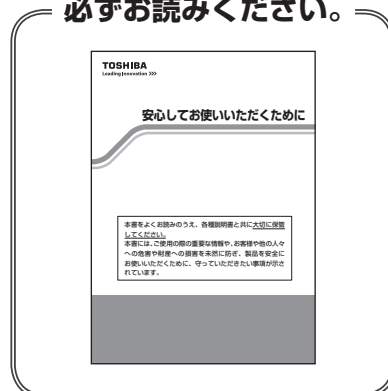 必ずお読みください。
TOSHIBA
Leading Innovation >>>
安心してお使いいただくために
本書をよくお読みのうえ、各種説明書と共に大切に保管
してください。
本書には、ご使用の際の重要な情報や、お客様や他の人々
への危害や財産への損害を未然に防ぎ、製品を安全に
お使いいただくために、守っていただきたい事項が示さ
れています。